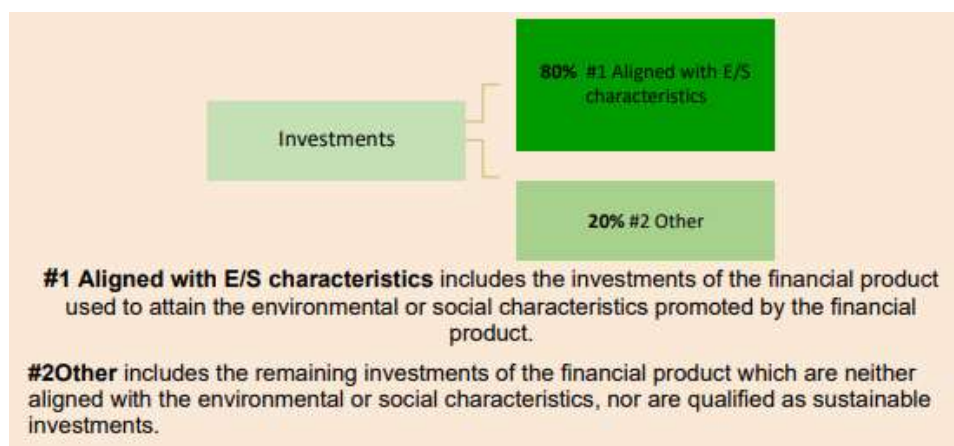 80% #1 Aligned with E/S
characteristics
Investments
20% #2 Other
#1 Aligned with E/S characteristics includes the investments of the financial product
used to attain the environmental or social characteristics promoted by the financial
product.
#2Other includes the remaining investments of the financial product which are neither
aligned with the environmental or social characteristics, nor are qualified as sustainable
investments.